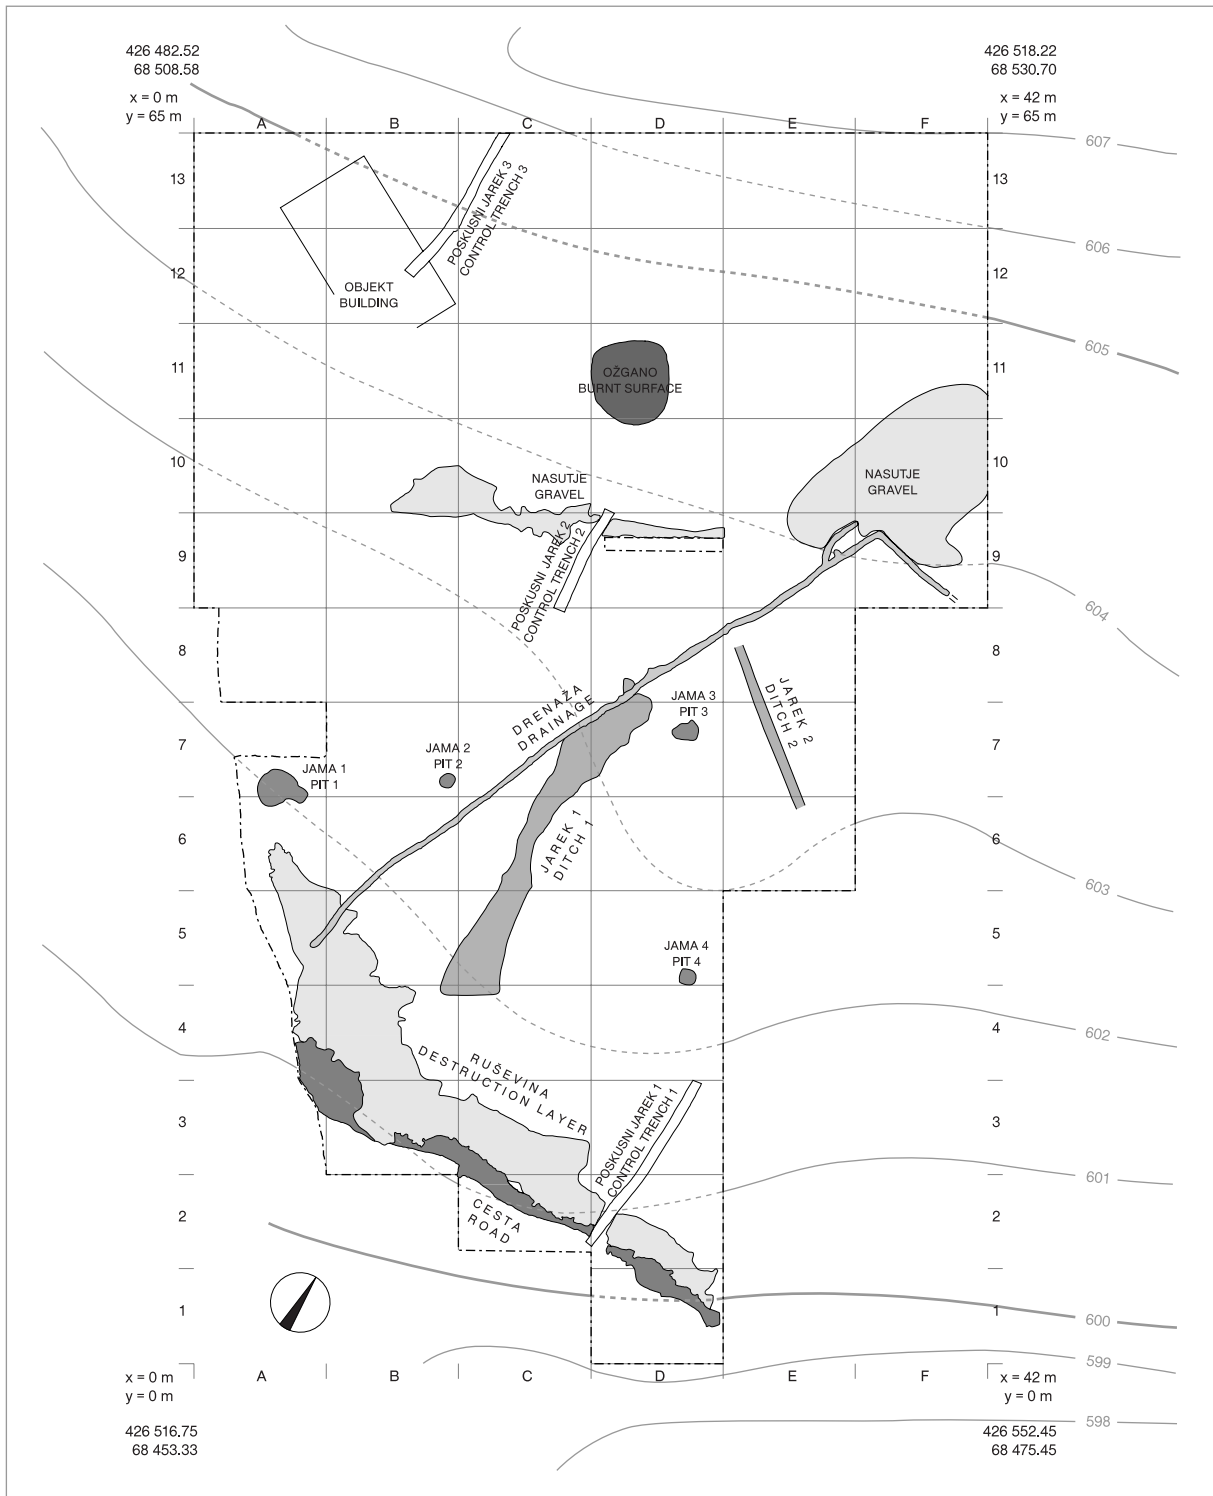 426 482.52
68 508.58
x = 0 m
y = 65 m
426 518.22
68 530.70
x = 42 m
y = 65 m
A B C D E F
607
13 13
POSKUSNI JAREK 3
CONTROL TRENCH 3
606
12 12
OBJEKT
BUILDING
605
11 11
OŽGANO
BURNT SURFACE
10 10
NASUTJE
GRAVEL
NASUTJE
GRAVEL
9 9
POSKUSNI JAREK 2
CONTROL TRENCH 2
604
8 8
DRENAŽA
DRAINAGE
JAMA 3
PIT 3
JAREK 2
DITCH 2
7 7
JAMA 1
PIT 1
JAMA 2
PIT 2
6 6
JAREK 1
DITCH 1
603
5 5
JAMA 4
PIT 4
4 4
602
RUŠEVINA
DESTRUCTION LAYER
3 3
POSKUSNI JAREK 1
CONTROL TRENCH 1
601
2 2
CESTA
ROAD
1 1
600
599
A B C D E F
x = 0 m
y = 0 m
x = 42 m
y = 0 m
598
426 516.75
68 453.33
426 552.45
68 475.45